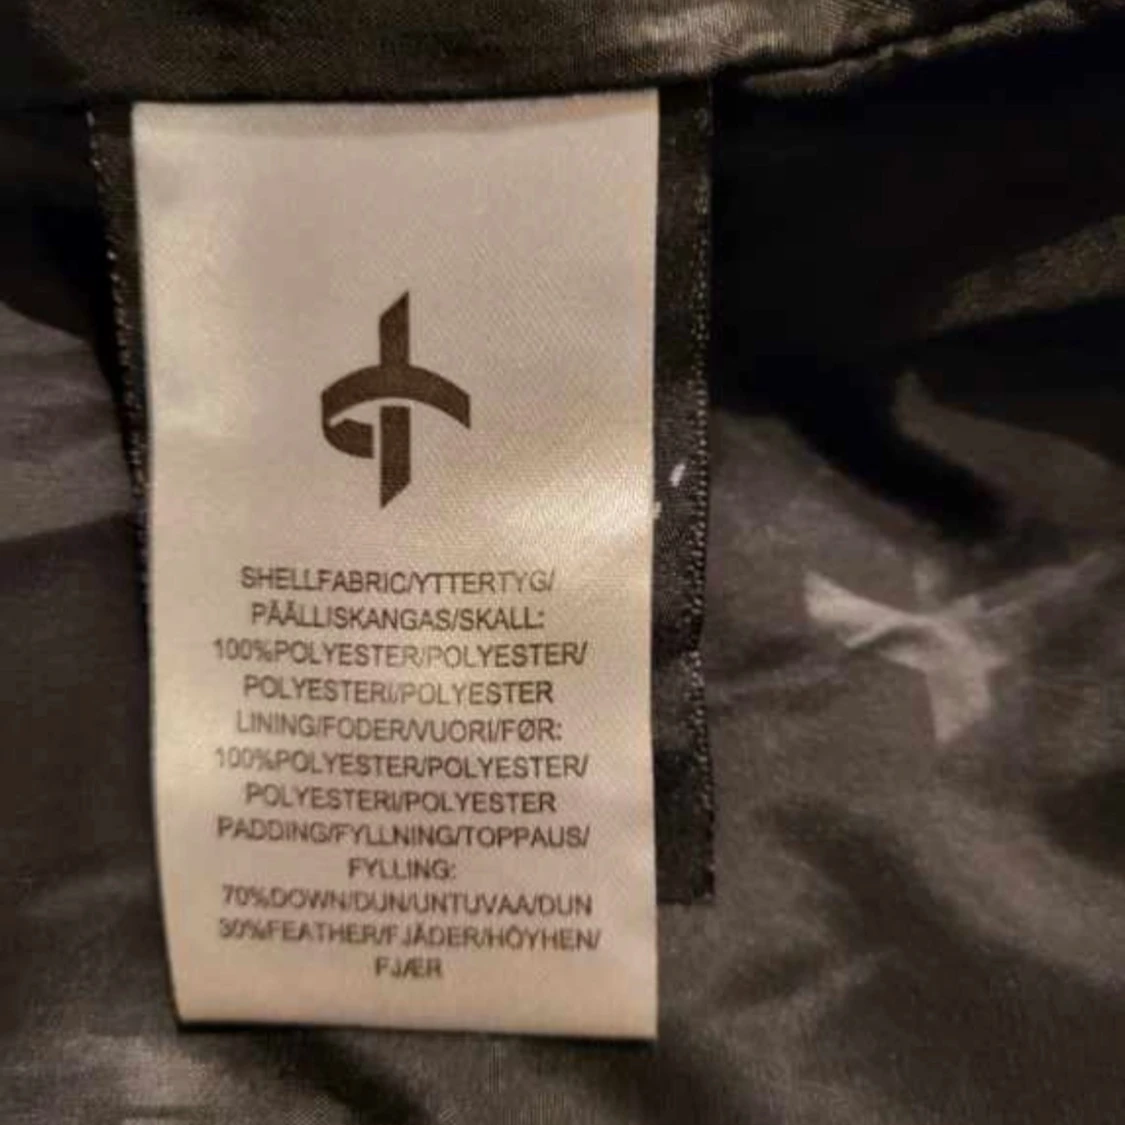 SHELLFABRIC/YTTERTYG/
PÄÄLLISKANGAS/SKALL:
100%POLYESTER/POLYESTER/
POLYESTERI/POLYESTER
LINING/FODER/VUORI/FØR:
100%POLYESTER/POLYESTER/
POLYESTERI/POLYESTER
PADDING/FYLLNING/TOPPAUS/
FYLLING:
70%DOWN/DUN/UNTUVAA/DUN
30%FEATHER/FJÄDER/HÖYHEN/
FJÆR